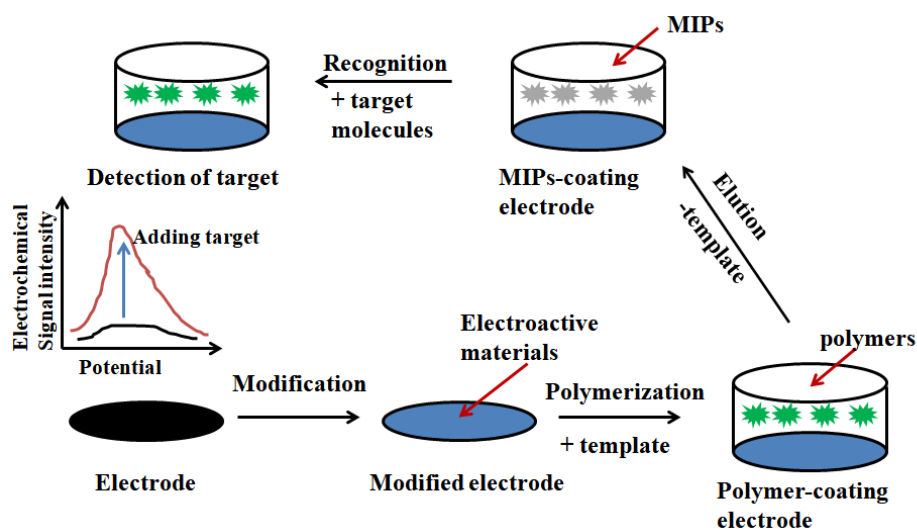 MIPs
Recognition
+ target
molecules
Detection of target
MIPs-coating
electrode
Elution
-template
Electrochemical
Signal intensity
Adding target
Potential
Electroactive
materials
polymers
Modification
Polymerization
+ template
Electrode
Modified electrode
Polymer-coating
electrode